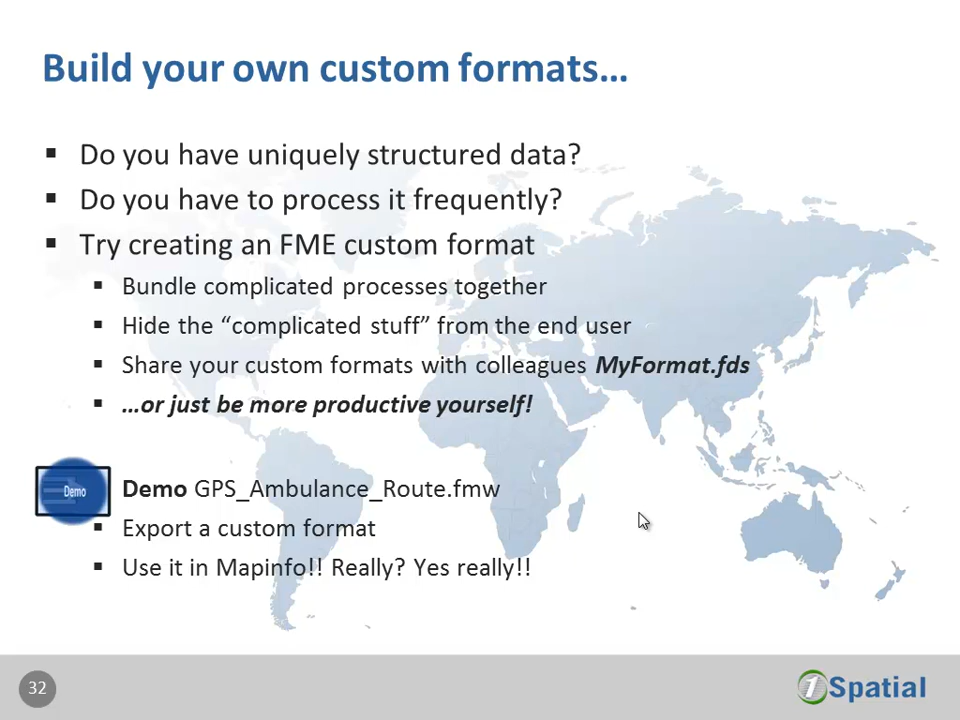 Build your own custom formats…
Do you have uniquely structured data?
Do you have to process it frequently?
Try creating an FME custom format
Bundle complicated processes together
Hide the “complicated stuff” from the end user
Share your custom formats with colleagues MyFormat.fds
…or just be more productive yourself!
Demo
Demo GPS_Ambulance_Route.fmw
Export a custom format
Use it in Mapinfo!! Really? Yes really!!
32
1Spatial